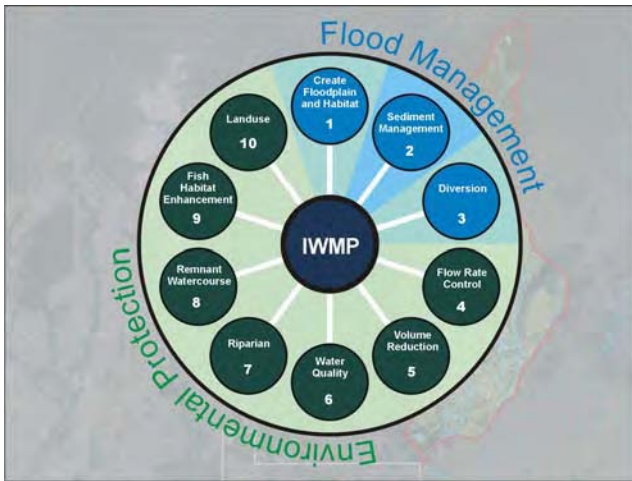 Flood Management
Create
Floodplain
and Habitat
1
Sediment
Management
2
Diversion
3
Flow Rate
Control
4
Volume
Reduction
5
Water
Quality
6
Riparian
7
Remnant
Watercourse
8
Fish
Habitat
Enhancement
9
Landuse
10
IWMP
Environmental Protection